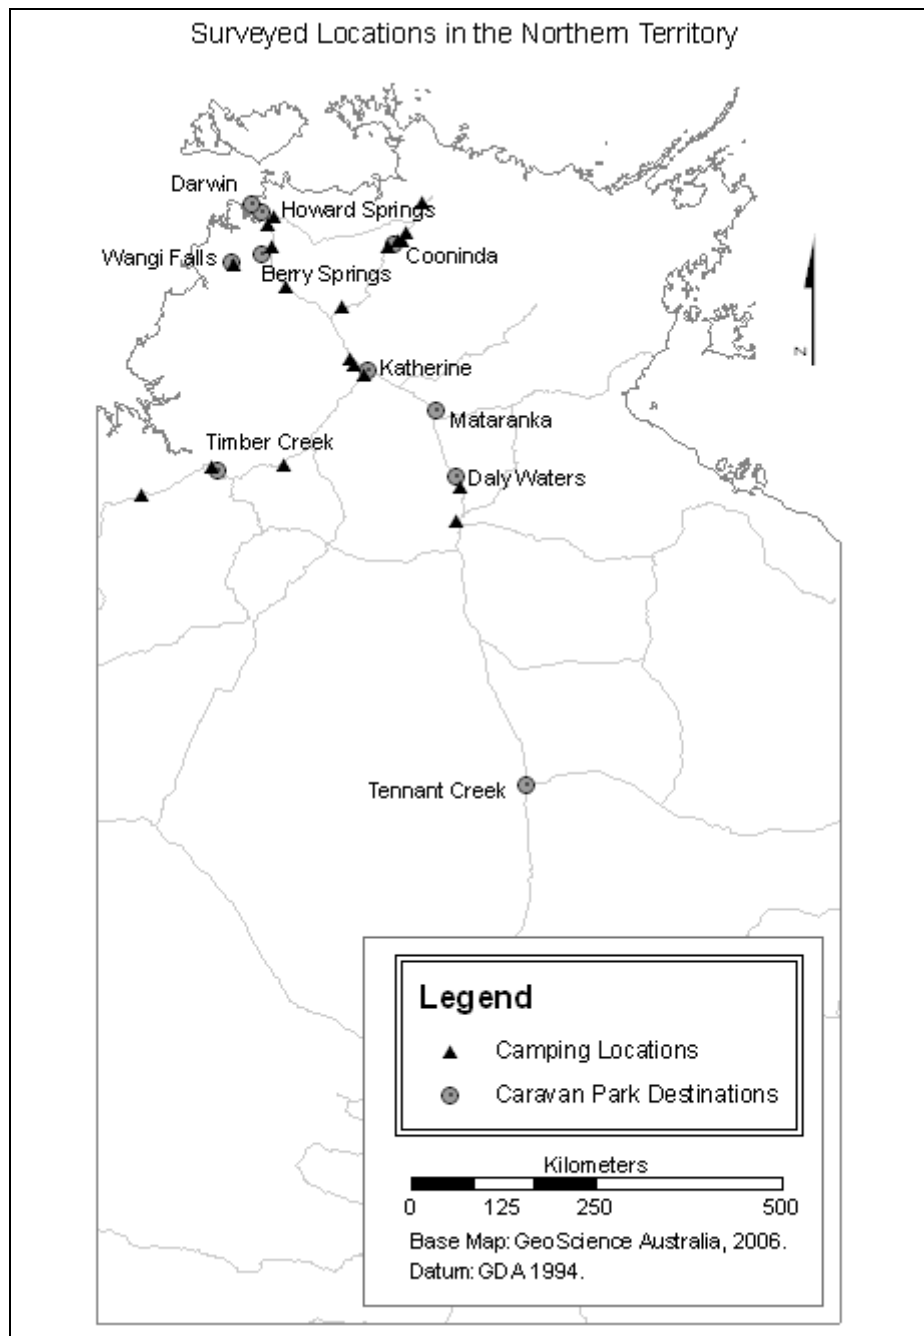 Surveyed Locations in the Northern Territory
Darwin
Howard Springs
Wangi Falls
Berry Springs
Cooninda
N
Katherine
Mataranka
Timber Creek
Daly Waters
Tennant Creek
Legend
Camping Locations
Caravan Park Destinations
Kilometers
0 125 250 500
Base Map: GeoScience Australia, 2006.
Datum: GDA 1994.